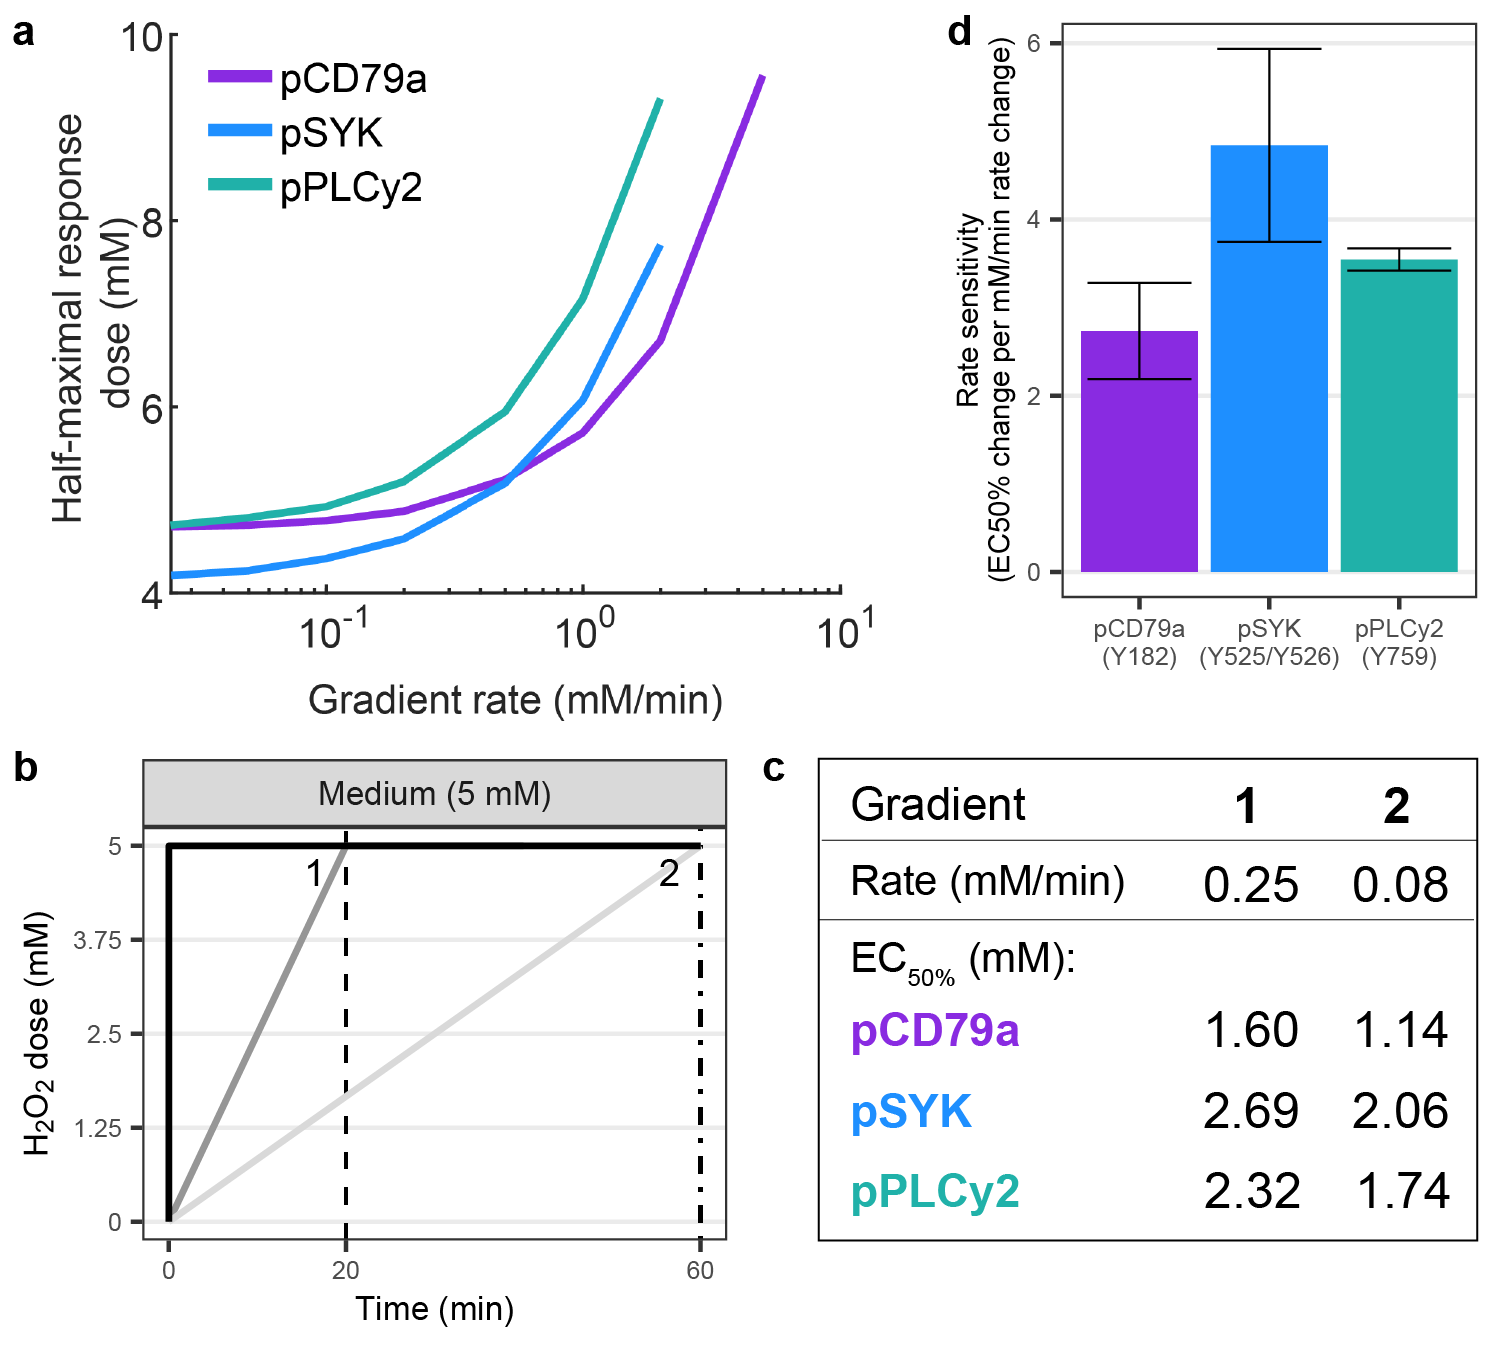 a
10
8
6
4
pCD79a
pSYK
pPLCy2
Half-maximal response
dose (mM)
10-1
100
101
Gradient rate (mM/min)
d
6
4
2
0
Rate sensitivity
(EC50% change per mM/min rate change)
pCD79a
(Y182)
pSYK
(Y525/Y526)
pPLCy2
(Y759)
b
Medium (5 mM)
5
3.75
2.5
1.25
0
1
2
H2O2 dose (mM)
0
20
60
Time (min)
c
Gradient 1 2
Rate (mM/min) 0.25 0.08
EC50% (mM):
pCD79a 1.60 1.14
pSYK 2.69 2.06
pPLCy2 2.32 1.74